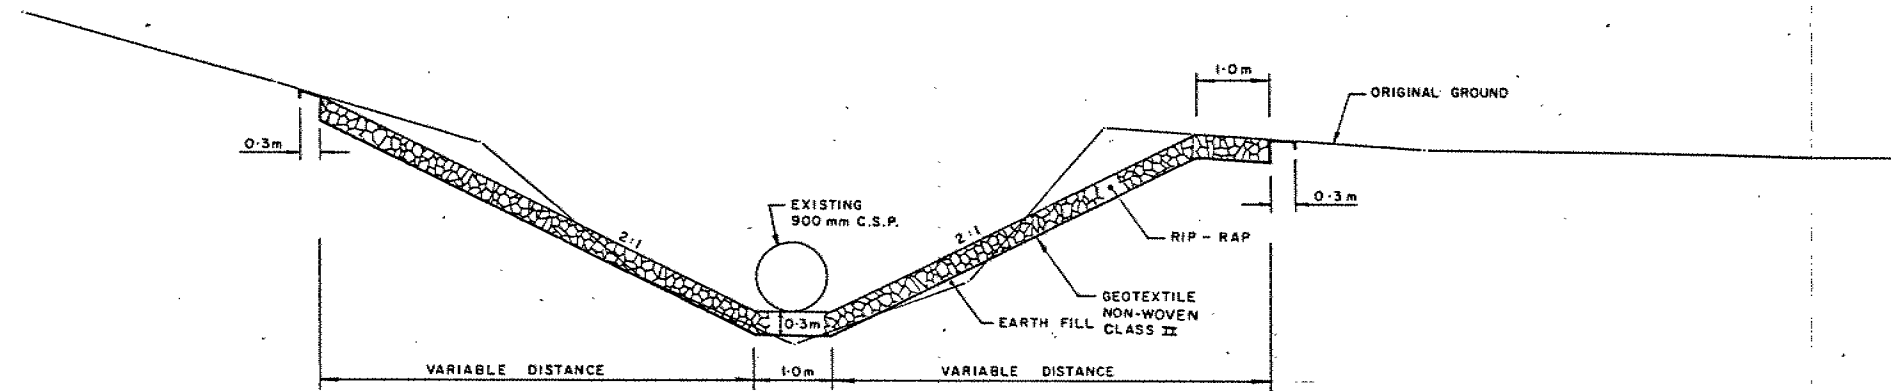 1·0m
ORIGINAL GROUND
0·3m
0·3m
EXISTING
900 mm C.S.P.
2:1
2:1
RIP - RAP
GEOTEXTILE
NON-WOVEN
CLASS II
EARTH FILL
0·3m
VARIABLE DISTANCE
1·0m
VARIABLE DISTANCE